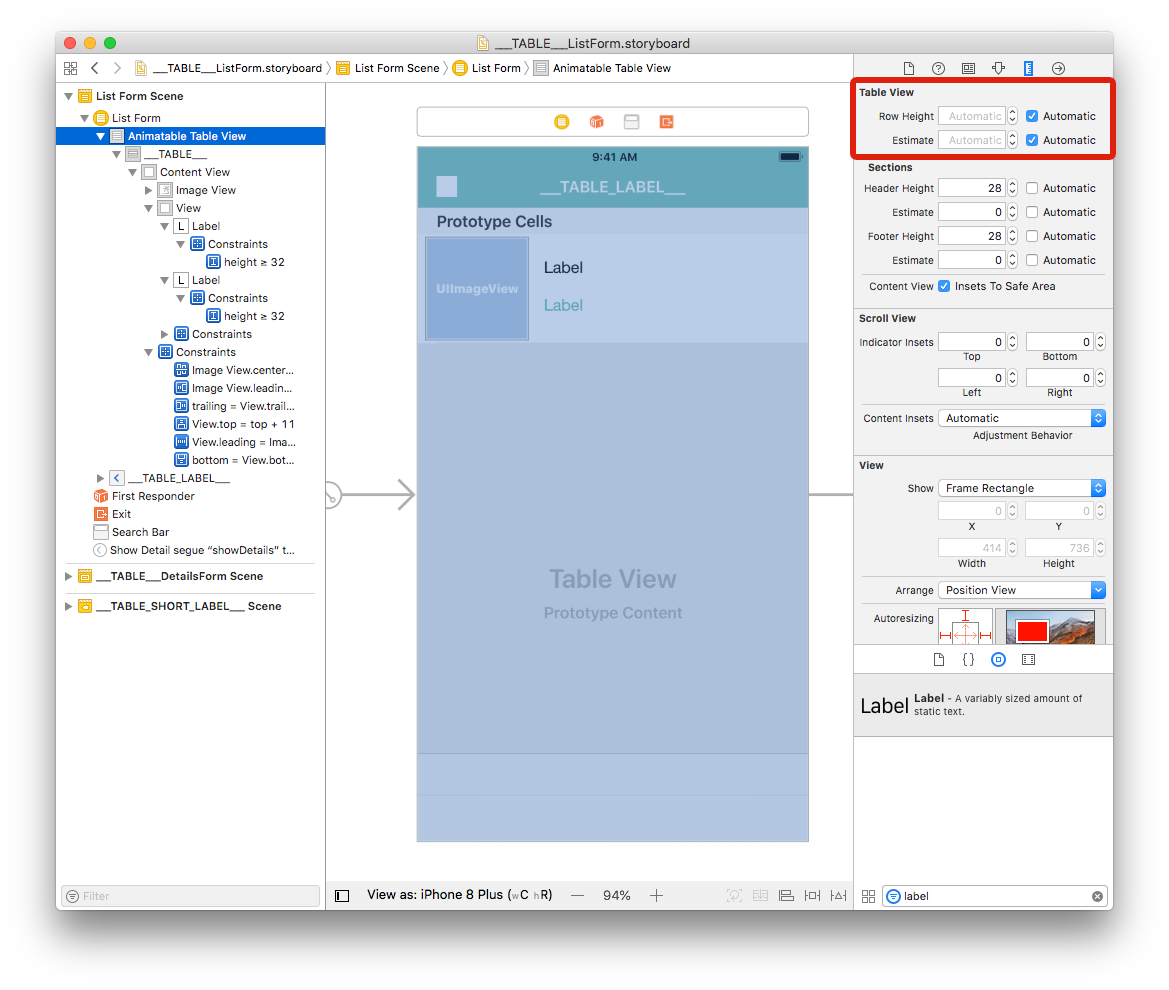 ___TABLE___ListForm.storyboard
___TABLE___ListForm.storyboard
List Form Scene
List Form
Animatable Table View
List Form Scene
List Form
Animatable Table View
___TABLE___
Content View
Image View
View
L Label
Constraints
height ≥ 32
L Label
Constraints
height ≥ 32
Constraints
Constraints
Image View.center...
Image View.leadin...
trailing = View.trail...
View.top = top + 11
View.leading = Ima...
bottom = View.bot...
___TABLE_LABEL___
First Responder
Exit
Search Bar
Show Detail segue “showDetails” t...
___TABLE___DetailsForm Scene
___TABLE_SHORT_LABEL___ Scene
Filter
9:41 AM
___TABLE_LABEL___
Prototype Cells
UIImageView
Label
Label
Table View
Prototype Content
View as: iPhone 8 Plus (wC hR)
94%
Table View
Row Height Automatic Automatic
Estimate Automatic Automatic
Sections
Header Height 28 Automatic
Estimate 0 Automatic
Footer Height 28 Automatic
Estimate 0 Automatic
Content View Insets To Safe Area
Scroll View
Indicator Insets 0 0
Top Bottom
0 0
Left Right
Content Insets Automatic
Adjustment Behavior
View
Show Frame Rectangle
0 0
X Y
414 736
Width Height
Arrange Position View
Autoresizing
{}
Label Label - A variably sized amount of
static text.
label